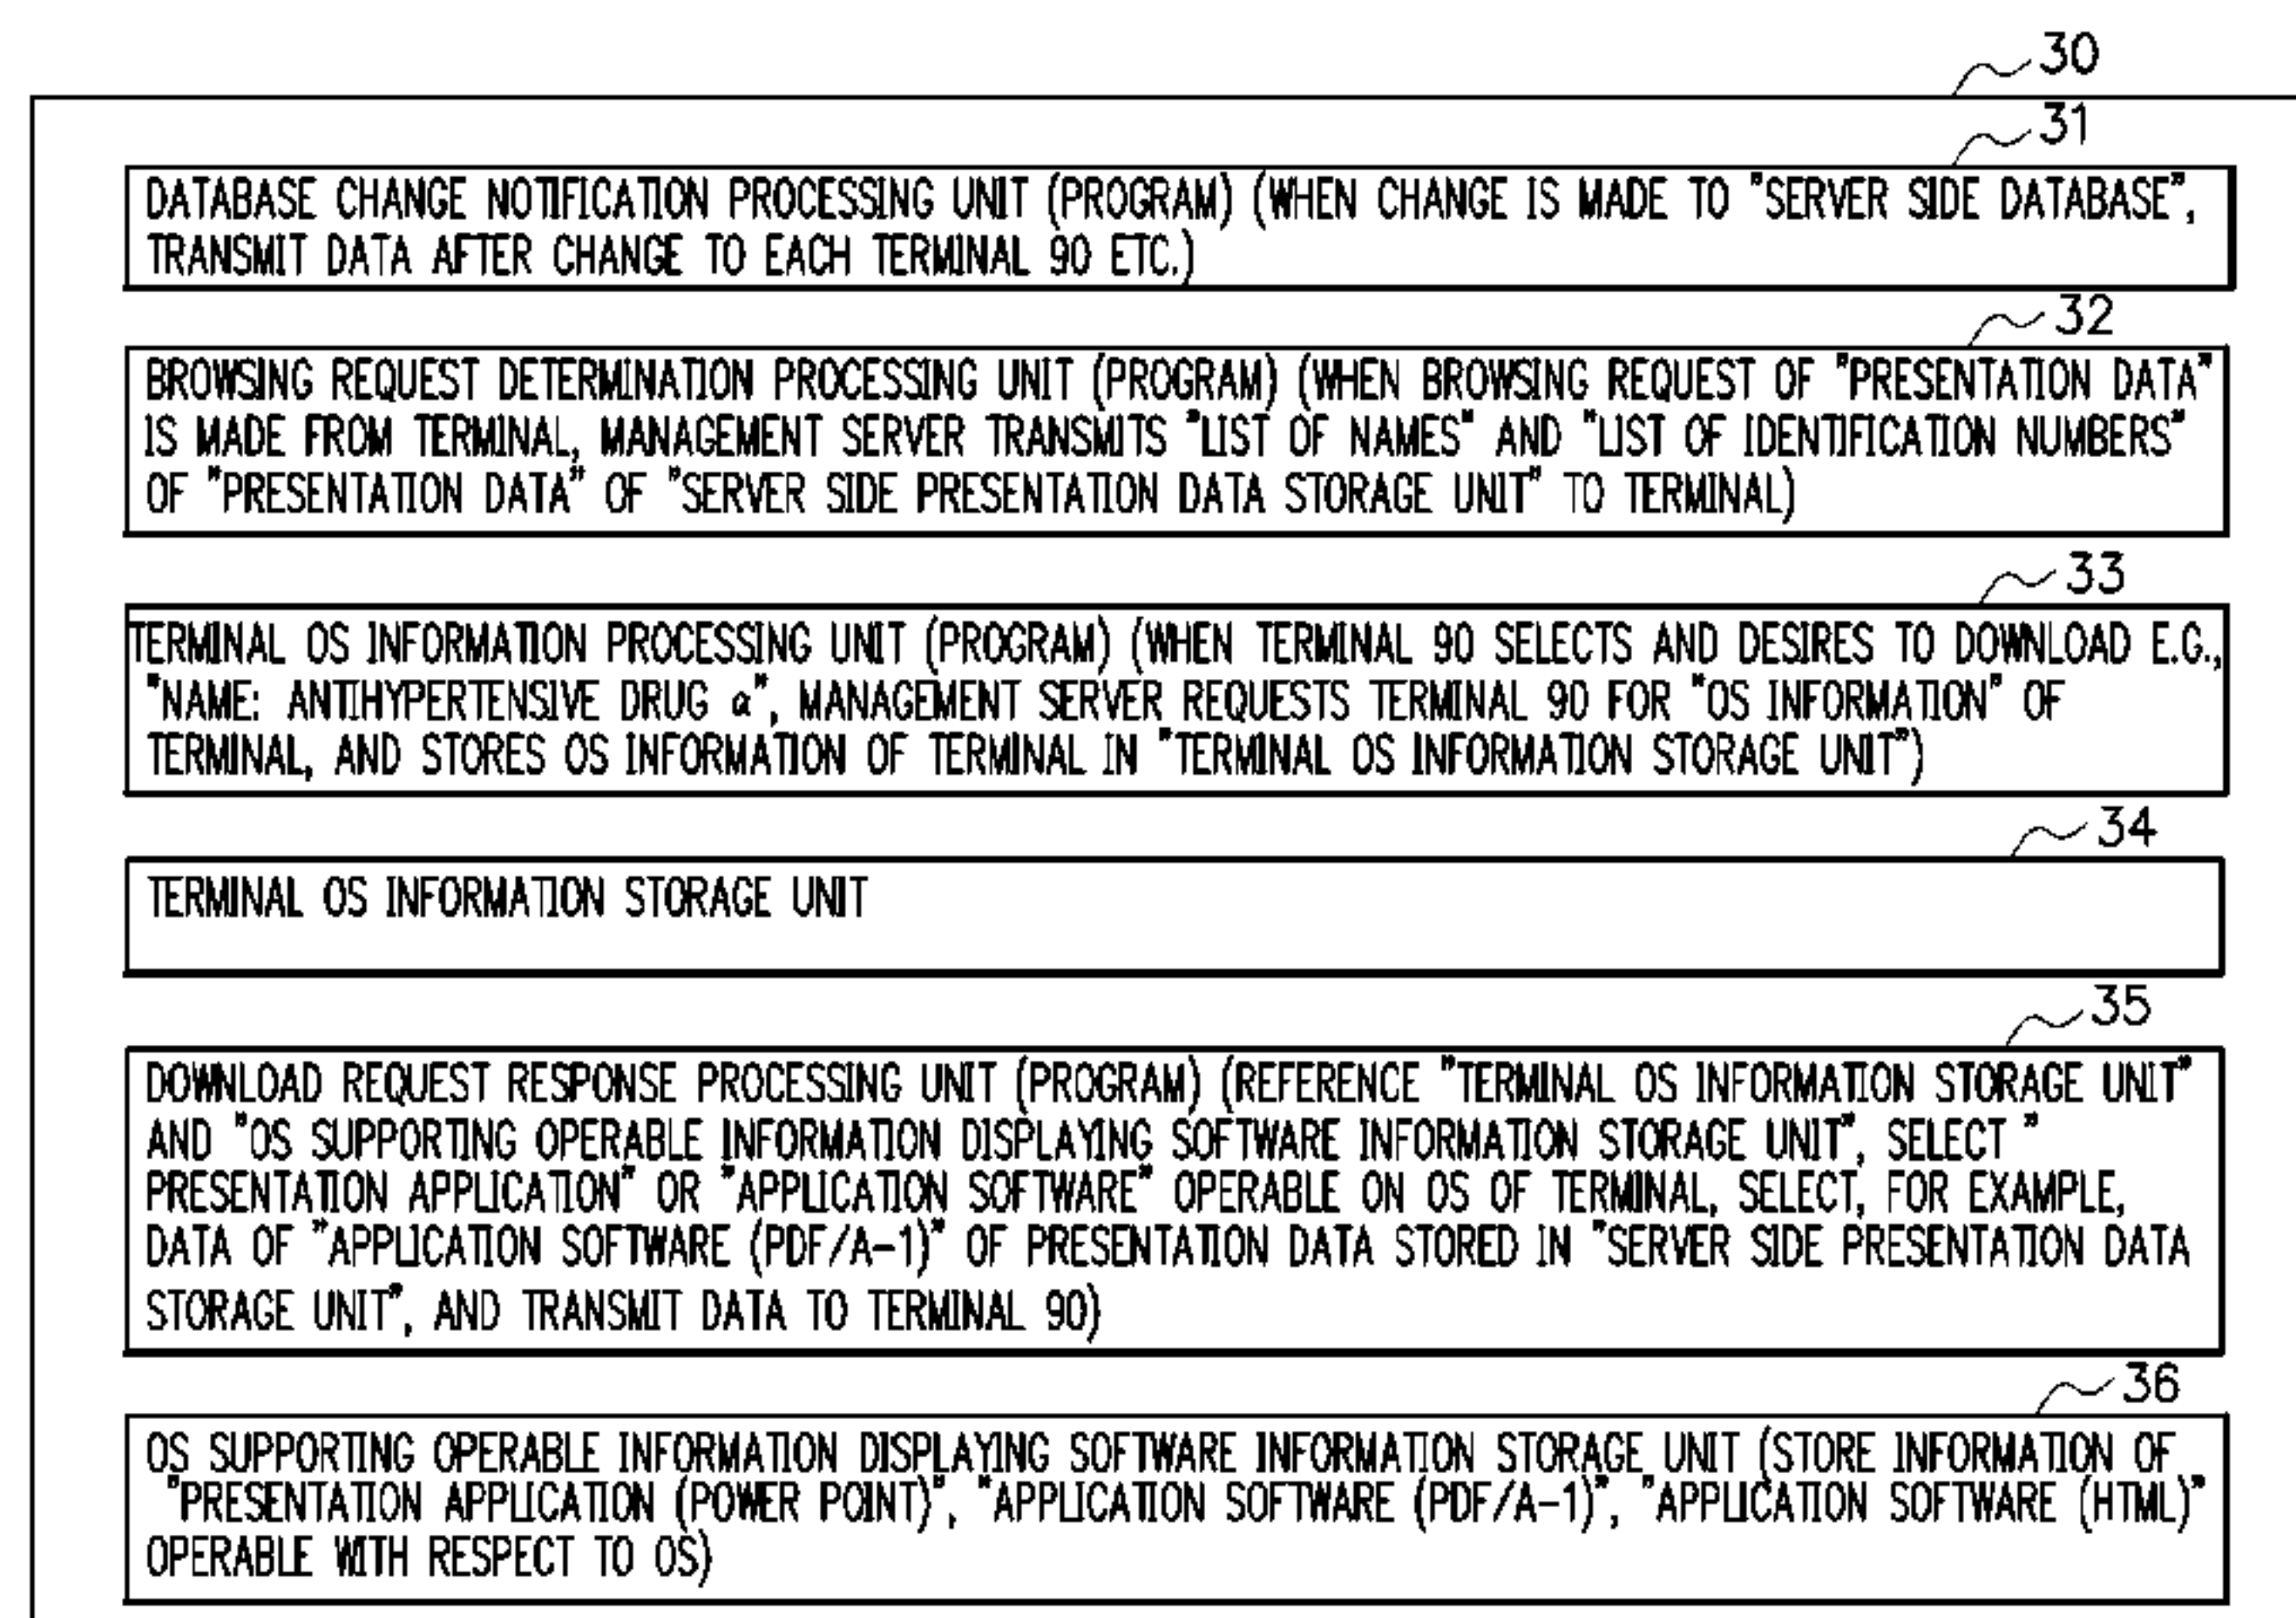 30
31
DATABASE CHANGE NOTIFICATION PROCESSING UNIT (PROGRAM) (WHEN CHANGE IS MADE TO "SERVER SIDE DATABASE",
TRANSMIT DATA AFTER CHANGE TO EACH TERMINAL 90 ETC.)
32
BROWSING REQUEST DETERMINATION PROCESSING UNIT (PROGRAM) (WHEN BROWSING REQUEST OF "PRESENTATION DATA"
IS MADE FROM TERMINAL, MANAGEMENT SERVER TRANSMITS "LIST OF NAMES" AND "LIST OF IDENTIFICATION NUMBERS"
OF "PRESENTATION DATA" OF "SERVER SIDE PRESENTATION DATA STORAGE UNIT" TO TERMINAL)
33
TERMINAL OS INFORMATION PROCESSING UNIT (PROGRAM) (WHEN TERMINAL 90 SELECTS AND DESIRES TO DOWNLOAD E.G.,
"NAME: ANTIHYPERTENSIVE DRUG α", MANAGEMENT SERVER REQUESTS TERMINAL 90 FOR "OS INFORMATION" OF
TERMINAL, AND STORES OS INFORMATION OF TERMINAL IN "TERMINAL OS INFORMATION STORAGE UNIT")
34
TERMINAL OS INFORMATION STORAGE UNIT
35
DOWNLOAD REQUEST RESPONSE PROCESSING UNIT (PROGRAM) (REFERENCE "TERMINAL OS INFORMATION STORAGE UNIT"
AND "OS SUPPORTING OPERABLE INFORMATION DISPLAYING SOFTWARE INFORMATION STORAGE UNIT", SELECT "
PRESENTATION APPLICATION" OR "APPLICATION SOFTWARE" OPERABLE ON OS OF TERMINAL, SELECT, FOR EXAMPLE,
DATA OF "APPLICATION SOFTWARE (PDF/A-1)" OF PRESENTATION DATA STORED IN "SERVER SIDE PRESENTATION DATA
STORAGE UNIT", AND TRANSMIT DATA TO TERMINAL 90)
36
OS SUPPORTING OPERABLE INFORMATION DISPLAYING SOFTWARE INFORMATION STORAGE UNIT (STORE INFORMATION OF
"PRESENTATION APPLICATION (POWER POINT)", "APPLICATION SOFTWARE (PDF/A-1)", "APPLICATION SOFTWARE (HTML)"
OPERABLE WITH RESPECT TO OS)